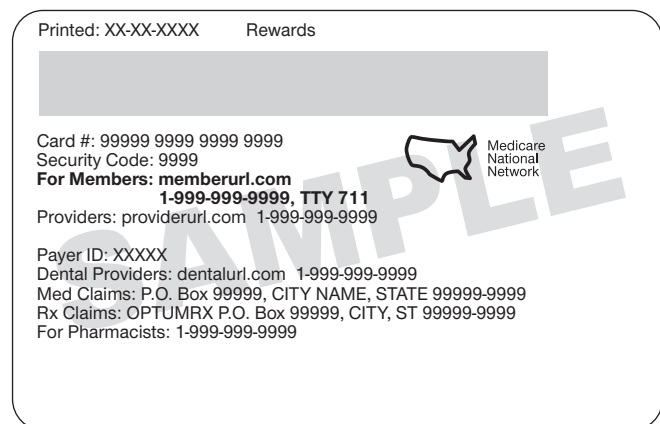 Printed: XX-XX-XXXX Rewards
Card #: 99999 9999 9999 9999
Security Code: 9999
Medicare
National
Network
For Members: memberurl.com
1-999-999-9999, TTY 711
Providers: providerurl.com 1-999-999-9999
Payer ID: XXXXX
Dental Providers: dentalurl.com 1-999-999-9999
Med Claims: P.O. Box 99999, CITY NAME, STATE 99999-9999
Rx Claims: OPTUMRX P.O. Box 99999, CITY, ST 99999-9999
For Pharmacists: 1-999-999-9999
SAMPLE